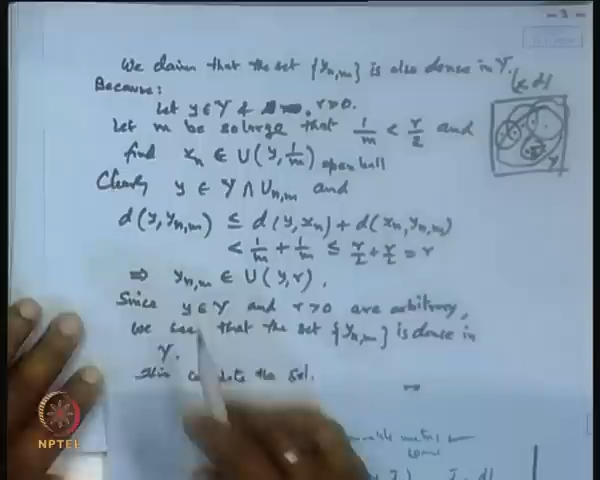 - 3 -
We claim that the set {y_{n,m}} is also dense in Y.
(X, d)
Because:
Let y ∈ Y & r > 0.
Let m be so large that 1/m < r/2 and
find x_n ∈ U(y, 1/m) open ball
Y
Clearly y ∈ Y ∩ U_{n,m} and
d(y, y_{n,m}) ≤ d(y, x_n) + d(x_n, y_{n,m})
< 1/m + 1/m ≤ r/2 + r/2 = r
⇒ y_{n,m} ∈ U(y, r).
Since y ∈ Y and r > 0 are arbitrary,
we see that the set {y_{n,m}} is dense in
Y.
This the Sol.
metric
NPTEL